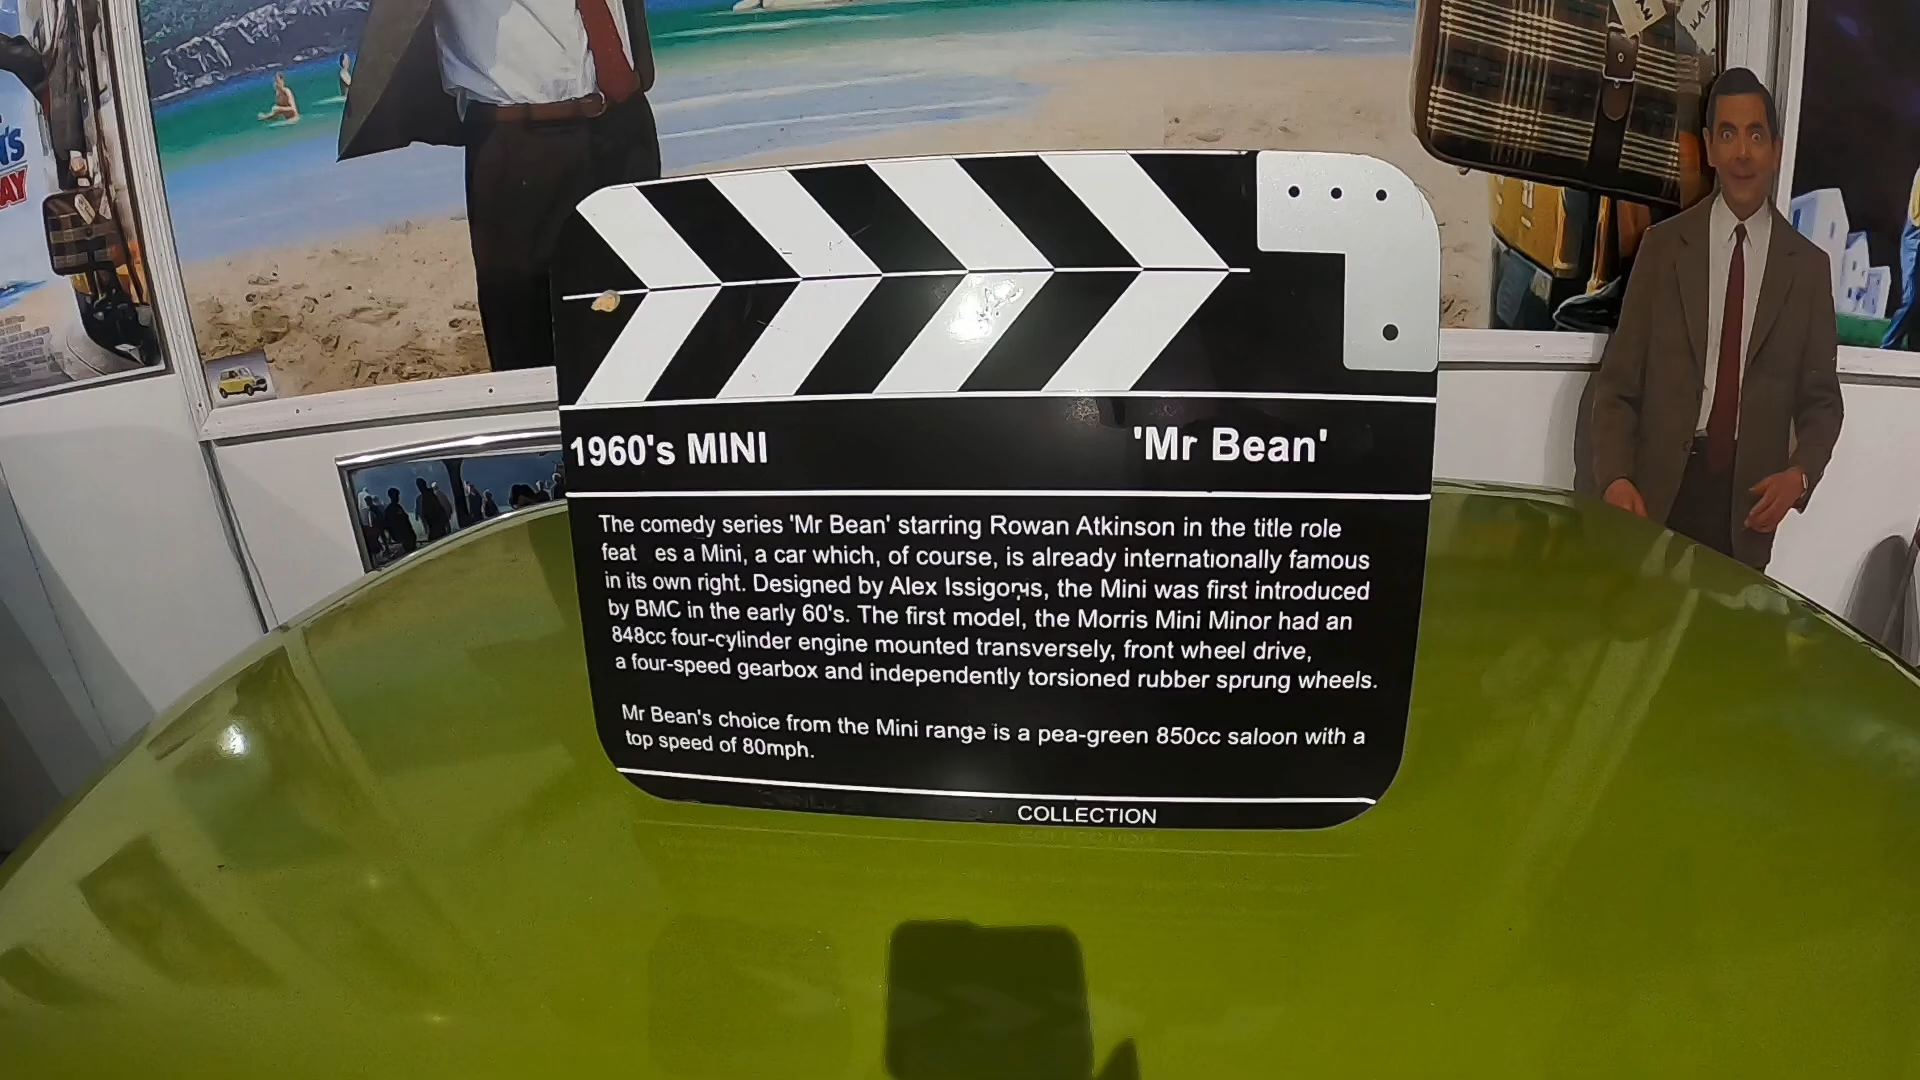 N'S
AY
1960's MINI 'Mr Bean'
The comedy series 'Mr Bean' starring Rowan Atkinson in the title role
feat es a Mini, a car which, of course, is already internationally famous
in its own right. Designed by Alex Issigonis, the Mini was first introduced
by BMC in the early 60's. The first model, the Morris Mini Minor had an
848cc four-cylinder engine mounted transversely, front wheel drive,
a four-speed gearbox and independently torsioned rubber sprung wheels.
Mr Bean's choice from the Mini range is a pea-green 850cc saloon with a
top speed of 80mph.
COLLECTION